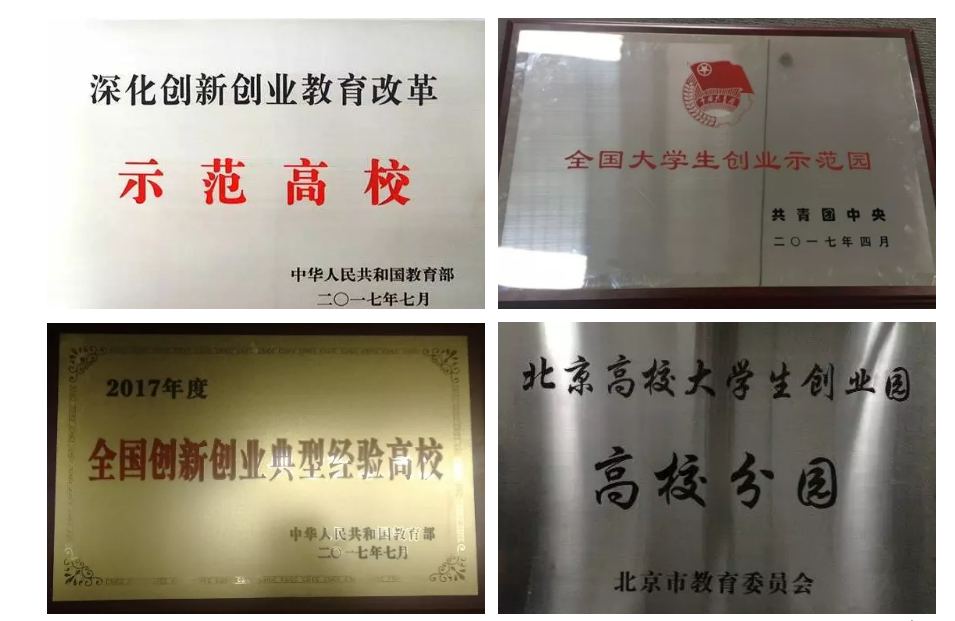 深化创新创业教育改革
示范高校
中华人民共和国教育部
二〇一七年七月
全国大学生创业示范园
共青团中央
二〇一七年四月
2017年度
全国创新创业典型经验高校
中华人民共和国教育部
二〇一七年七月
北京高校大学生创业园
高校分园
北京市教育委员会